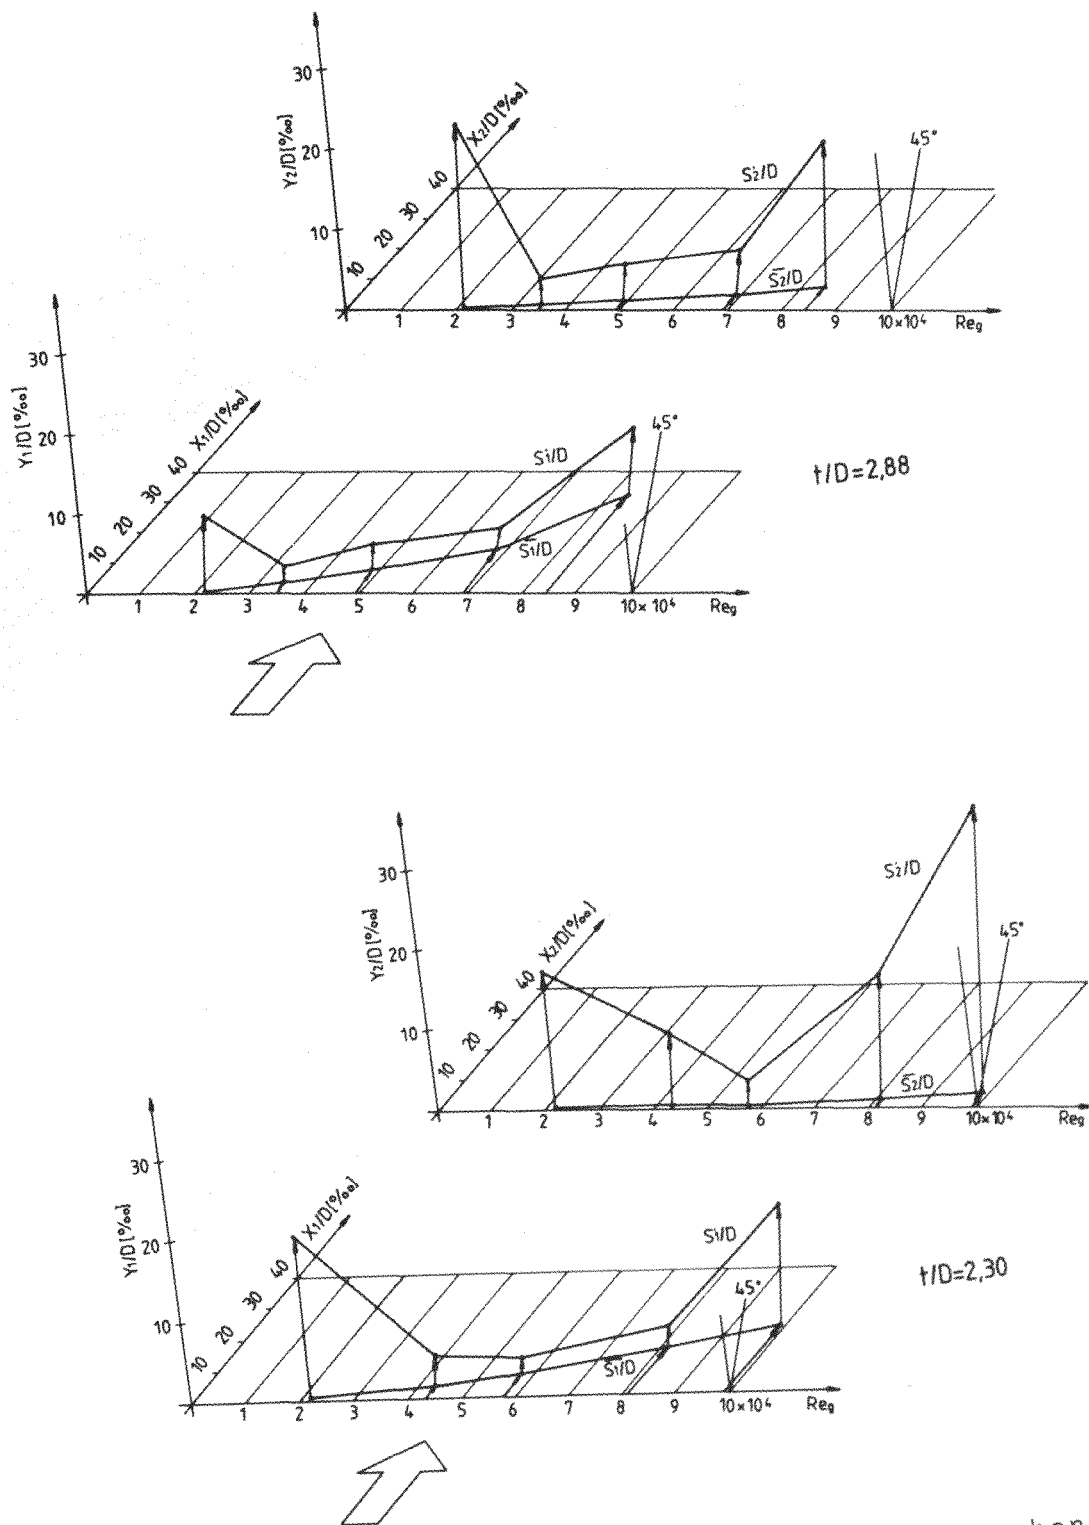 30
20
10
Y₂/D[‰]
10 20 30 40 X₂/D[‰]
S₂'/D
S̄₂/D
45°
1 2 3 4 5 6 7 8 9 10×10⁴ Reg
30
20
10
Y₁/D[‰]
10 20 30 40 X₁/D[‰]
S₁'/D
S̄₁/D
45°
t/D=2,88
1 2 3 4 5 6 7 8 9 10×10⁴ Reg
30
20
10
Y₂/D[‰]
10 20 30 40 X₂/D[‰]
S₂'/D
S̄₂/D
45°
1 2 3 4 5 6 7 8 9 10×10⁴ Reg
30
20
10
Y₁/D[‰]
10 20 30 40 X₁/D[‰]
S₁'/D
S̄₁/D
45°
t/D=2,30
1 2 3 4 5 6 7 8 9 10×10⁴ Reg